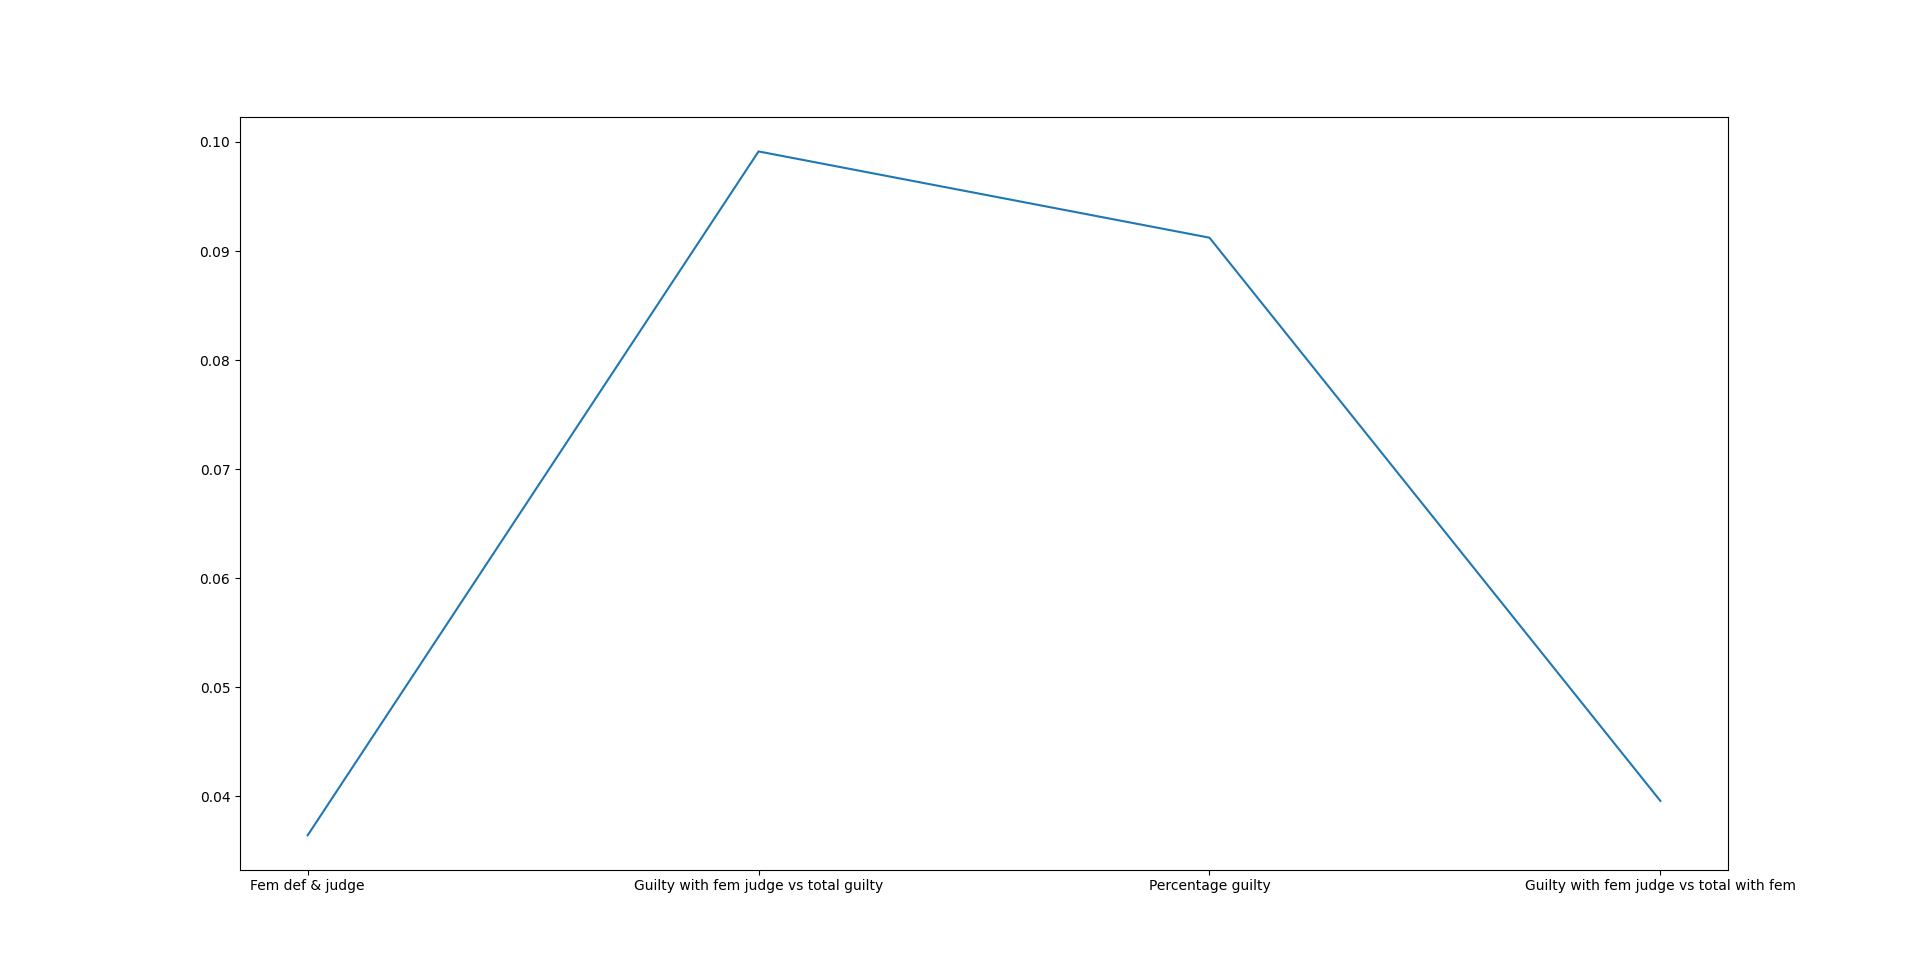 0.10
0.09
0.08
0.07
0.06
0.05
0.04
Fem def & judge
Guilty with fem judge vs total guilty
Percentage guilty
Guilty with fem judge vs total with fem